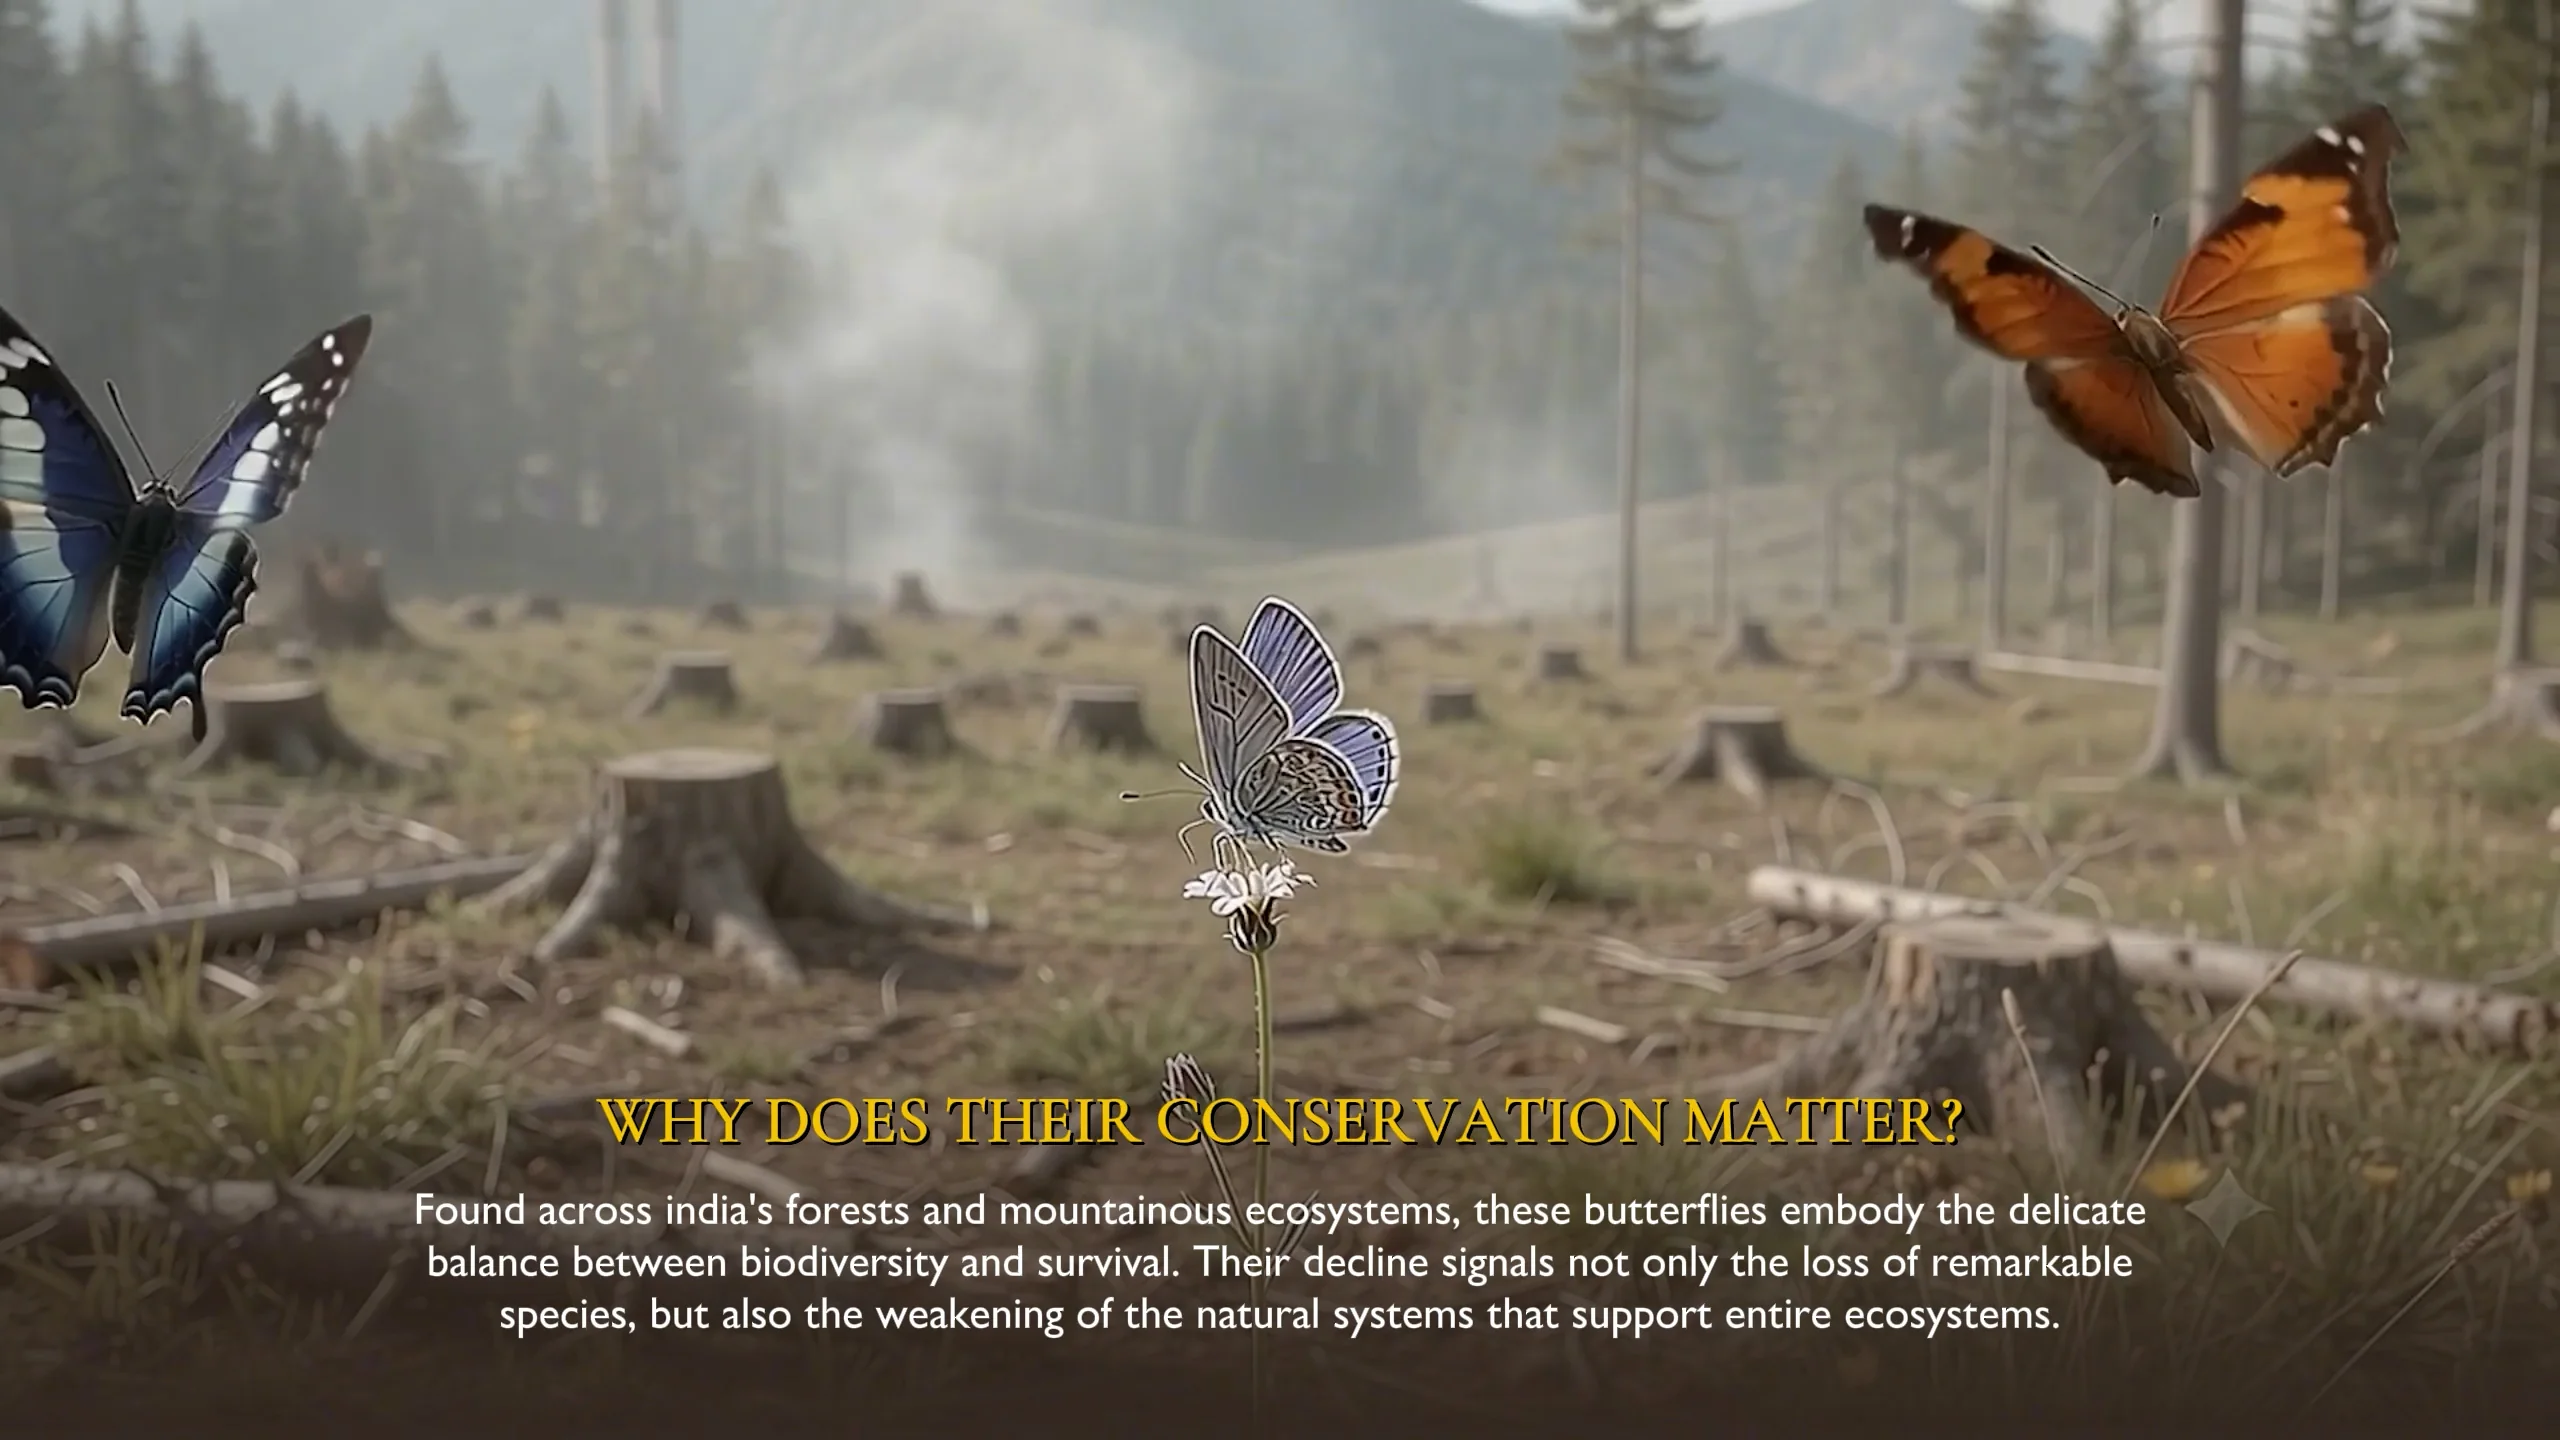 WHY DOES THEIR CONSERVATION MATTER?
Found across india's forests and mountainous ecosystems, these butterflies embody the delicate
balance between biodiversity and survival. Their decline signals not only the loss of remarkable
species, but also the weakening of the natural systems that support entire ecosystems.